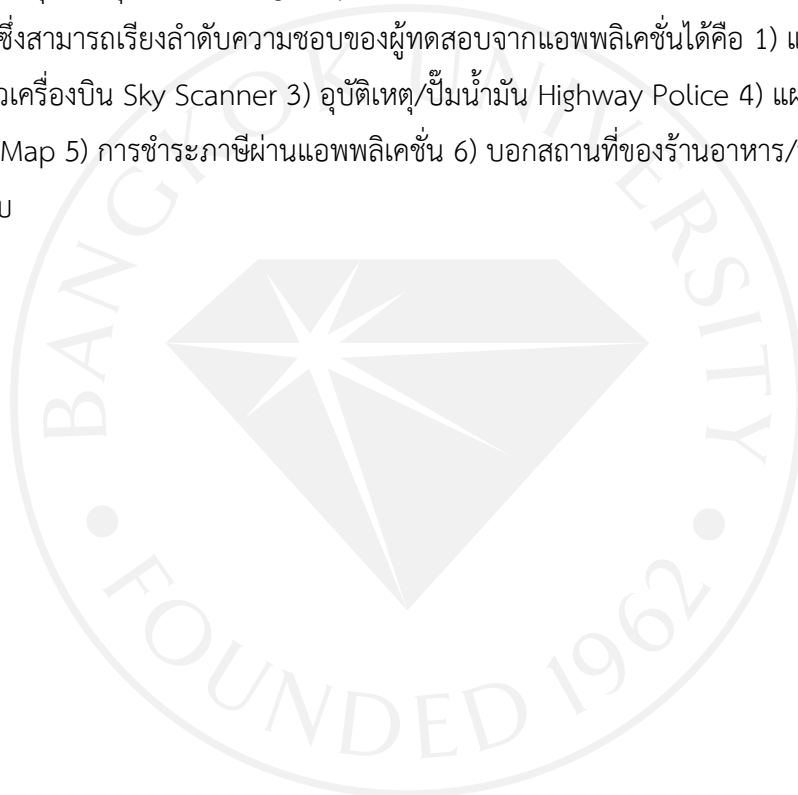 ซึ่งสามารถเรียงลำดับความชอบของผู้ทดสอบจากแอพพลิเคชั่นได้คือ 1)
เครื่องบิน Sky Scanner 3) อุบัติเหตุ/ปั๊มน้ำมัน Highway Police 4)
Map 5) การชำระภาษีผ่านแอพพลิเคชั่น 6) บอกสถานที่ของร้านอาหาร/
BANGKOK UNIVERSITY
FOUNDED 1962